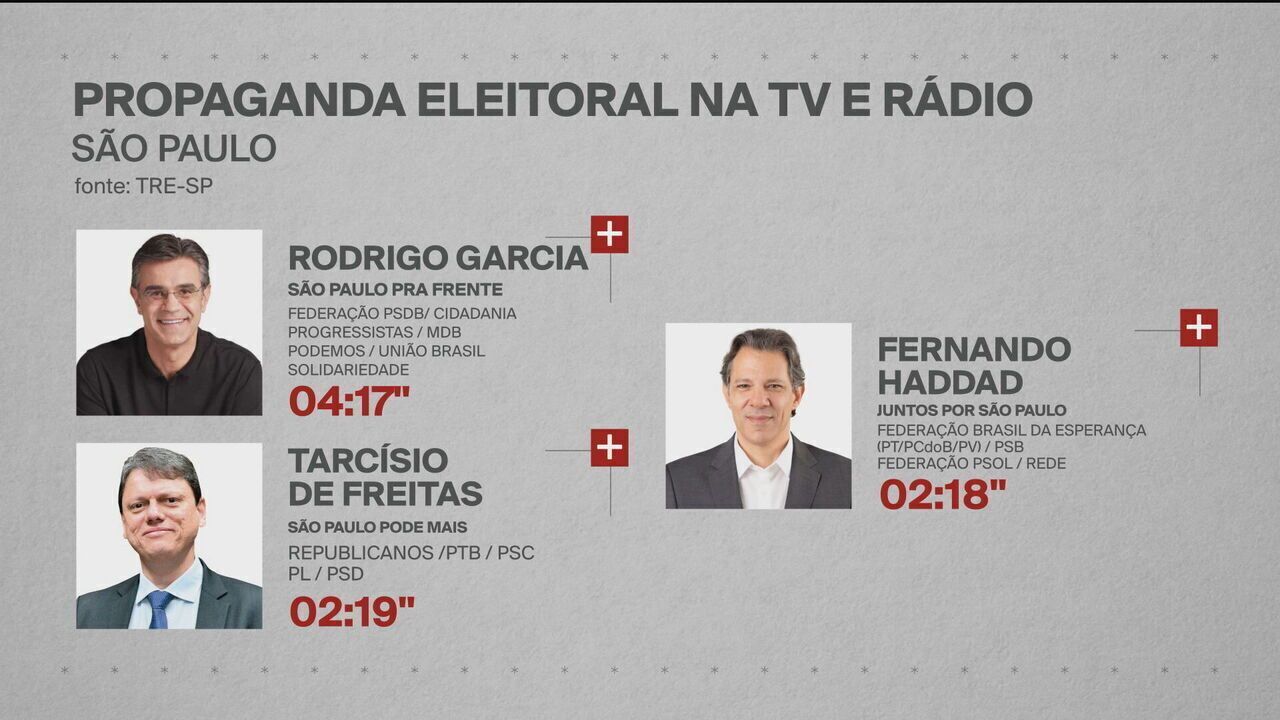 PROPAGANDA ELEITORAL NA TV E RÁDIO
SÃO PAULO
fonte: TRE-SP
RODRIGO GARCIA
SÃO PAULO PRA FRENTE
FEDERAÇÃO PSDB/ CIDADANIA
PROGRESSISTAS / MDB
PODEMOS / UNIÃO BRASIL
SOLIDARIEDADE
04:17"
TARCÍSIO
DE FREITAS
SÃO PAULO PODE MAIS
REPUBLICANOS /PTB / PSC
PL / PSD
02:19"
FERNANDO
HADDAD
JUNTOS POR SÃO PAULO
FEDERAÇÃO BRASIL DA ESPERANÇA
(PT/PCdoB/PV) / PSB
FEDERAÇÃO PSOL / REDE
02:18"